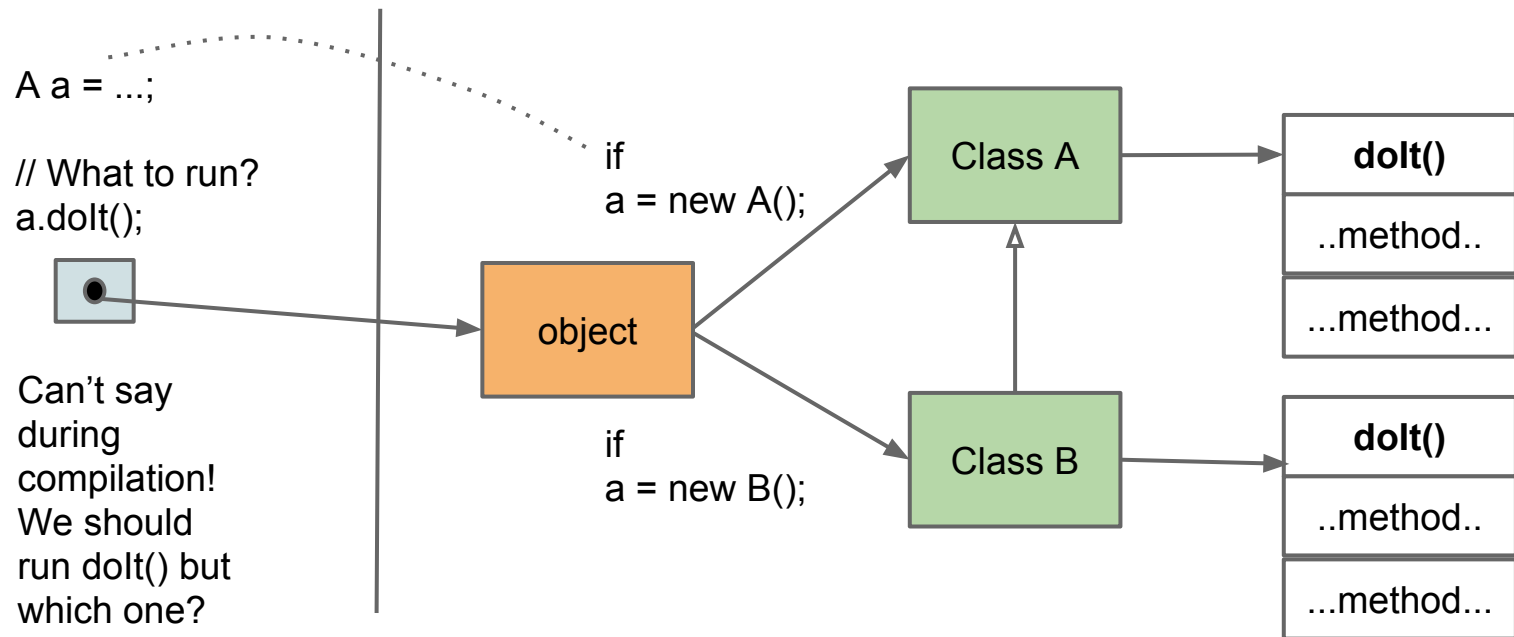 A a = ...;
// What to run?
a.doIt();
Can't say
during
compilation!
We should
run doIt() but
which one?
if
a = new A();
object
if
a = new B();
Class A
Class B
doIt()
..method..
...method...
doIt()
..method..
...method...